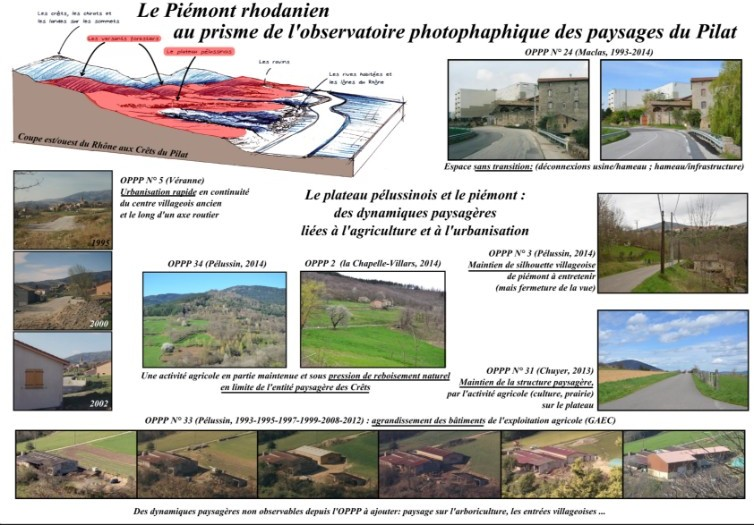 Le Piémont rhodanien
au prisme de l'observatoire photophaphique des paysages du Pilat
Les crêts, les chirats et
les landes sur les sommets
Les versants forestiers
Le plateau pélussinois
Les ravins
Les rives habitées et
les lônes du Rhône
Coupe est/ouest du Rhône aux Crêts du Pilat
OPPP N° 24 (Maclas, 1993-2014)
Espace sans transition: (déconnexions usine/hameau ; hameau/infrastructure)
OPPP N° 5 (Véranne)
Urbanisation rapide en continuité
du centre villageois ancien
et le long d'un axe routier
1995
2000
2002
Le plateau pélussinois et le piémont :
des dynamiques paysagères
liées à l'agriculture et à l'urbanisation
OPPP N° 3 (Pélussin, 2014)
Maintien de silhouette villageoise
de piémont à entretenir
(mais fermeture de la vue)
OPPP 34 (Pélussin, 2014)
OPPP 2 (la Chapelle-Villars, 2014)
Une activité agricole en partie maintenue et sous pression de reboisement naturel
en limite de l'entité paysagère des Crêts
OPPP N° 31 (Chuyer, 2013)
Maintien de la structure paysagère,
par l'activité agricole (culture, prairie)
sur le plateau
OPPP N° 33 (Pélussin, 1993-1995-1997-1999-2008-2012) : agrandissement des bâtiments de l'exploitation agricole (GAEC)
Des dynamiques paysagères non observables depuis l'OPPP à ajouter: paysage sur l'arboriculture, les entrées villageoises ...